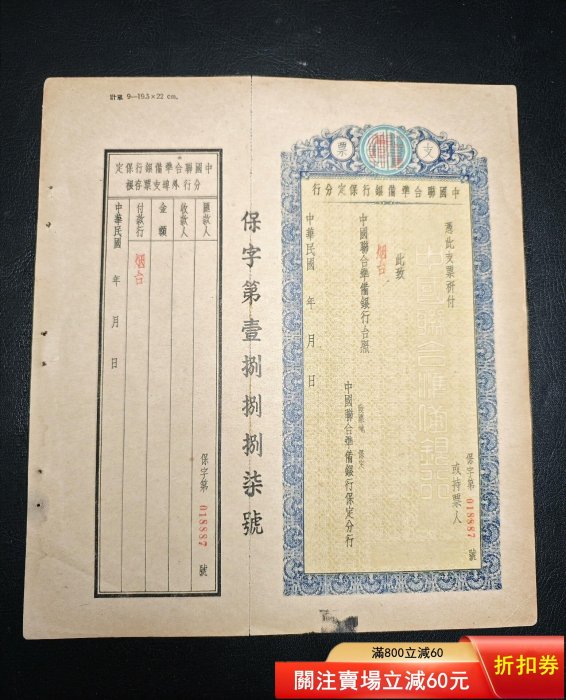 計單 9—19.5×22 cm.
中國聯合準備銀行保定
分行外埠支票存根
匯款人
收款人
金額
付款行 烟台
中華民國 年 月 日
保字第 018887 號
保字第壹捌捌捌柒號
支票
中國聯合準備銀行保定分行
憑此支票祈付
或持票人
此致
中國聯合準備銀行烟台台照
中華民國 年 月 日
中國聯合準備銀行保定分行
保字第 018887 號
中國聯合準備銀行
滿800立減60
關注賣場立減60元
折扣券